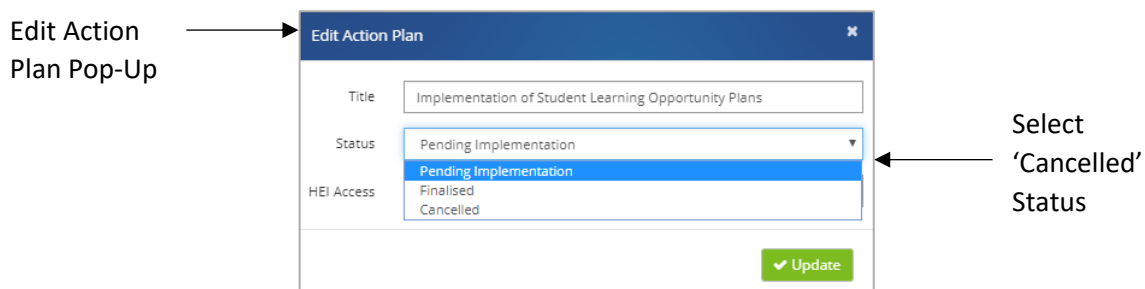 Edit Action
Plan Pop-Up
Edit Action Plan
Title
Implementation of Student Learning Opportunity Plans
Status
Pending Implementation
Pending Implementation
Finalised
Cancelled
HEI Access
Update
Select
‘Cancelled’
Status